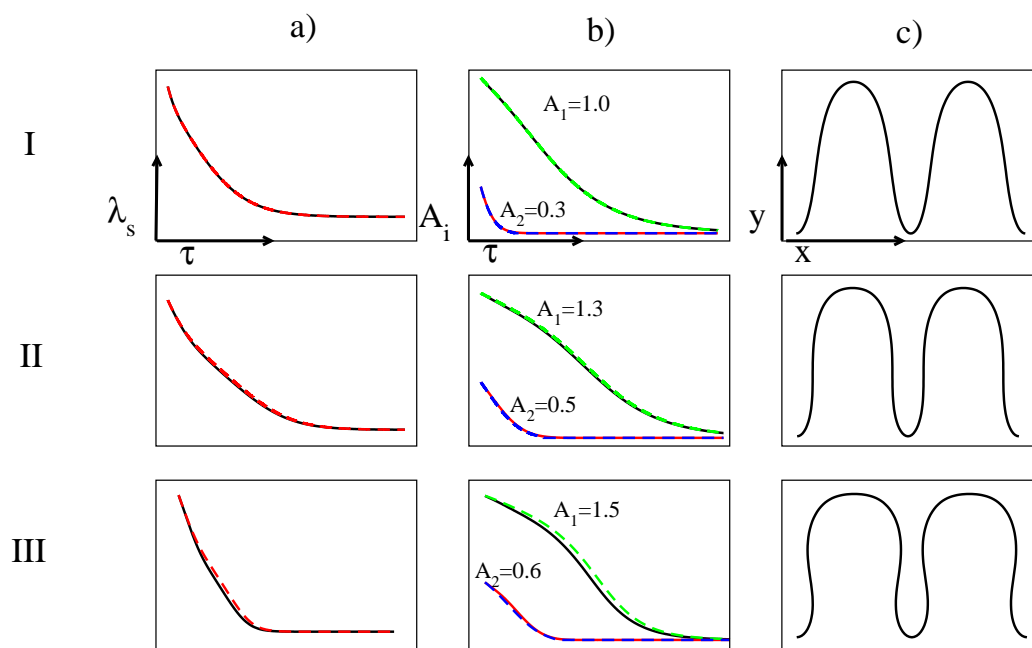 a) b) c)
I
A₁=1.0
A₂=0.3
λₛ
τ
Aᵢ
τ
y
x
II
A₁=1.3
A₂=0.5
III
A₁=1.5
A₂=0.6